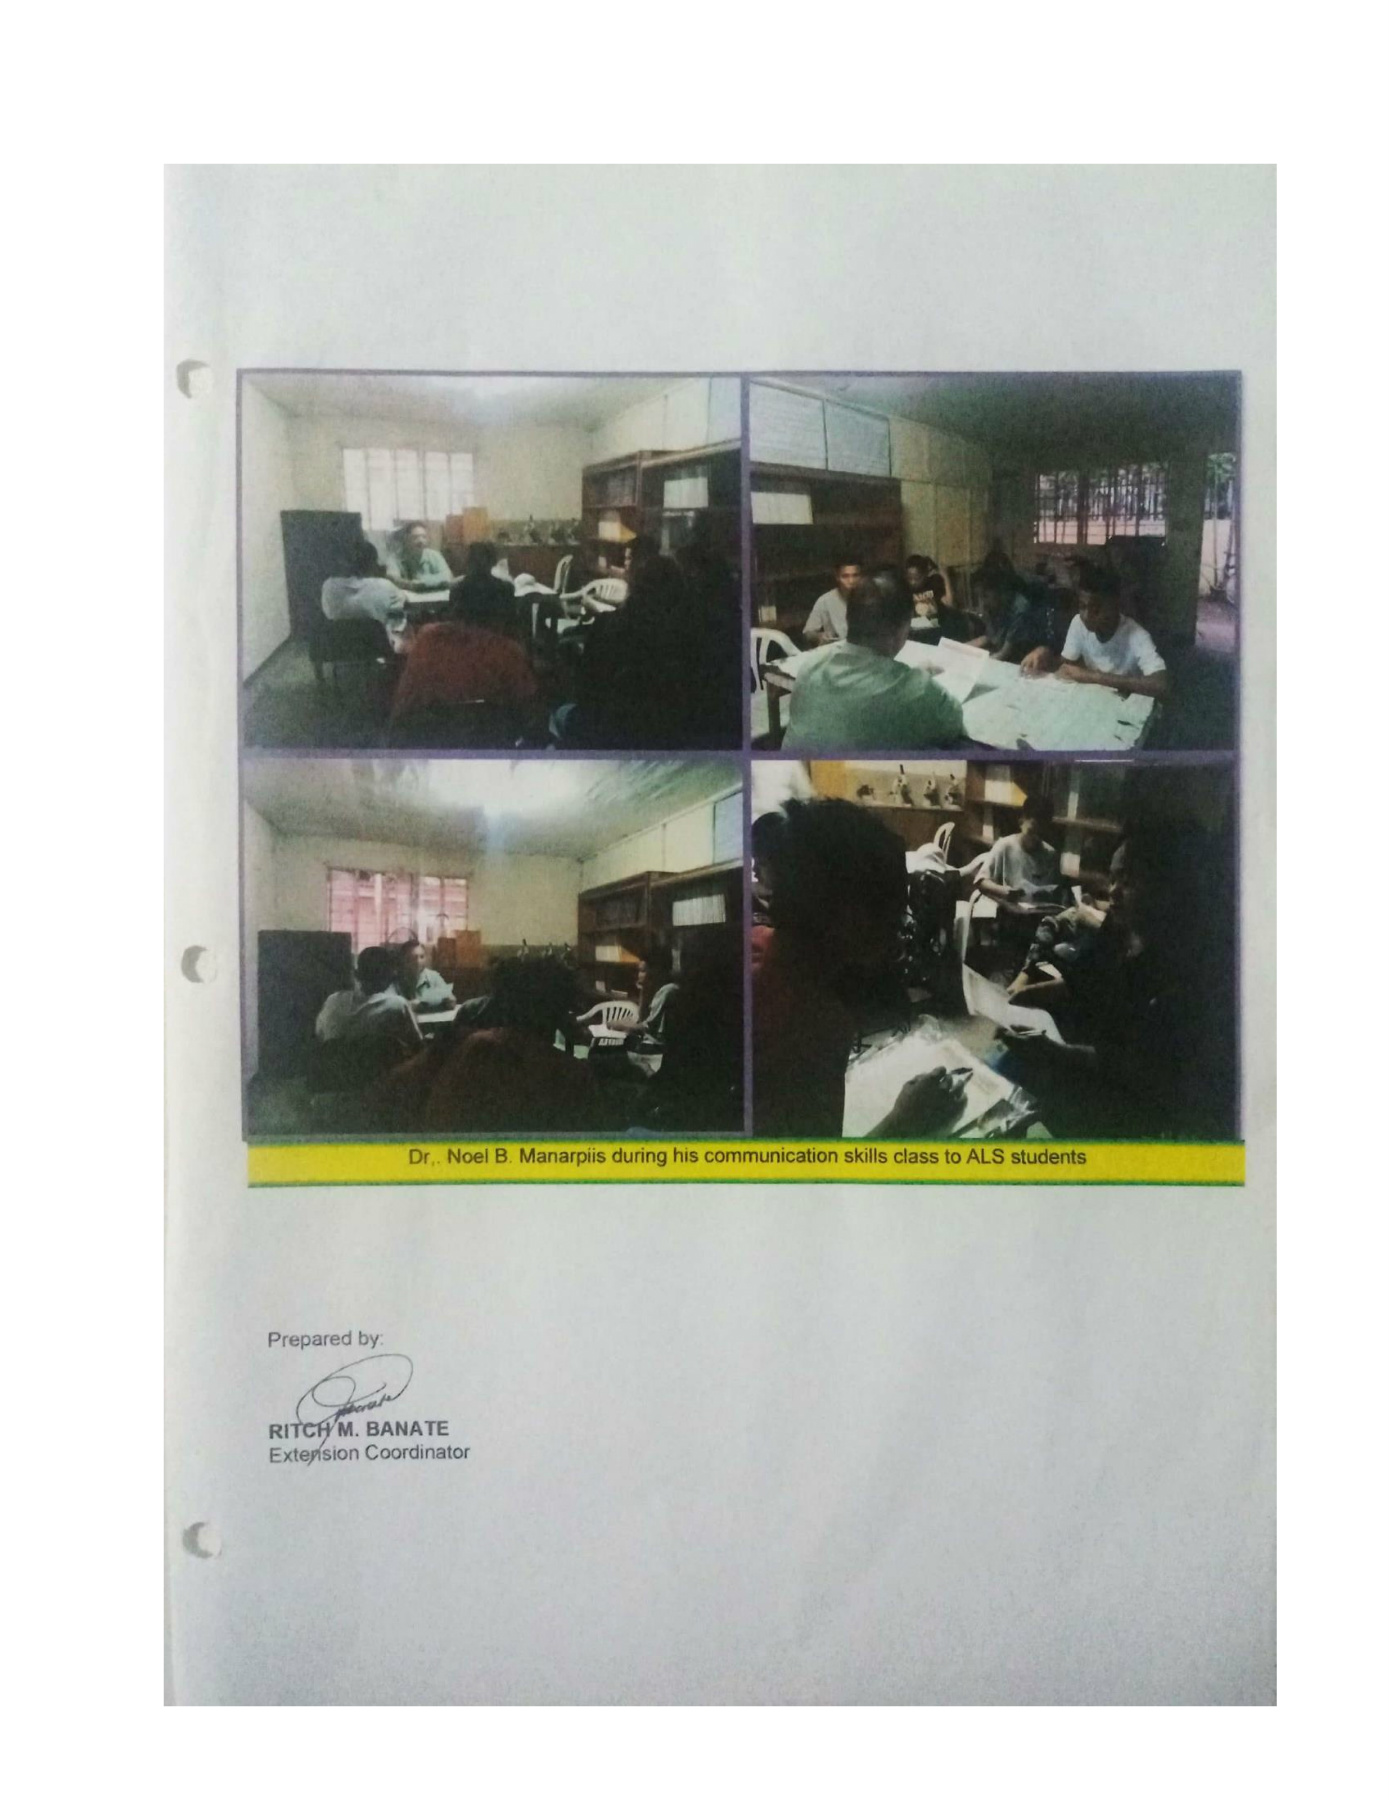 Dr,. Noel B. Manarpiis during his communication skills class to ALS students
Prepared by:
RITCH M. BANATE
Extension Coordinator